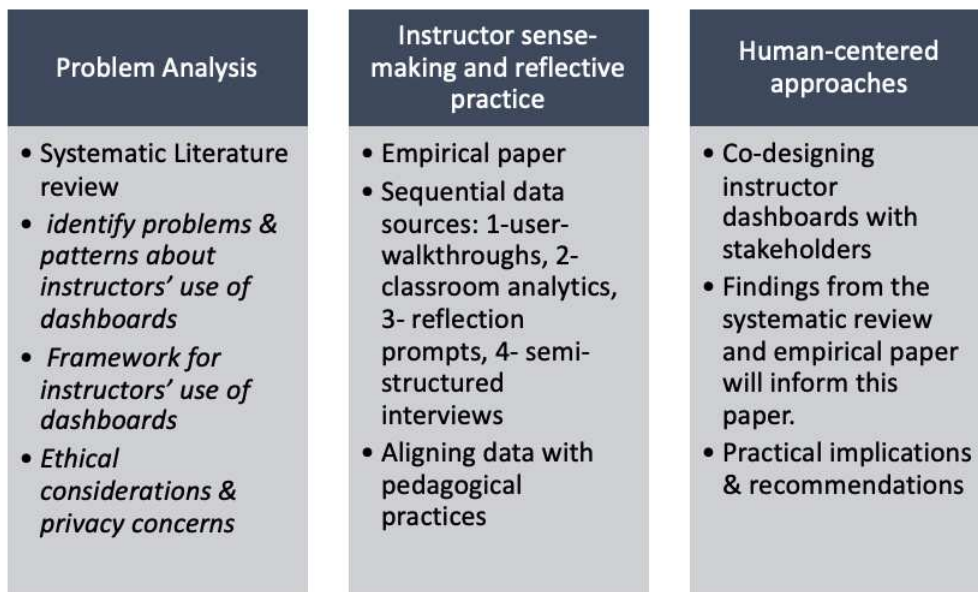 Problem Analysis
• Systematic Literature
review
• identify problems &
patterns about
instructors' use of
dashboards
• Framework for
instructors' use of
dashboards
• Ethical
considerations &
privacy concerns
Instructor sense-
making and reflective
practice
• Empirical paper
• Sequential data
sources: 1-user-
walkthroughs, 2-
classroom analytics,
3- reflection
prompts, 4- semi-
structured
interviews
• Aligning data with
pedagogical
practices
Human-centered
approaches
• Co-designing
instructor
dashboards with
stakeholders
• Findings from the
systematic review
and empirical paper
will inform this
paper.
• Practical implications
& recommendations